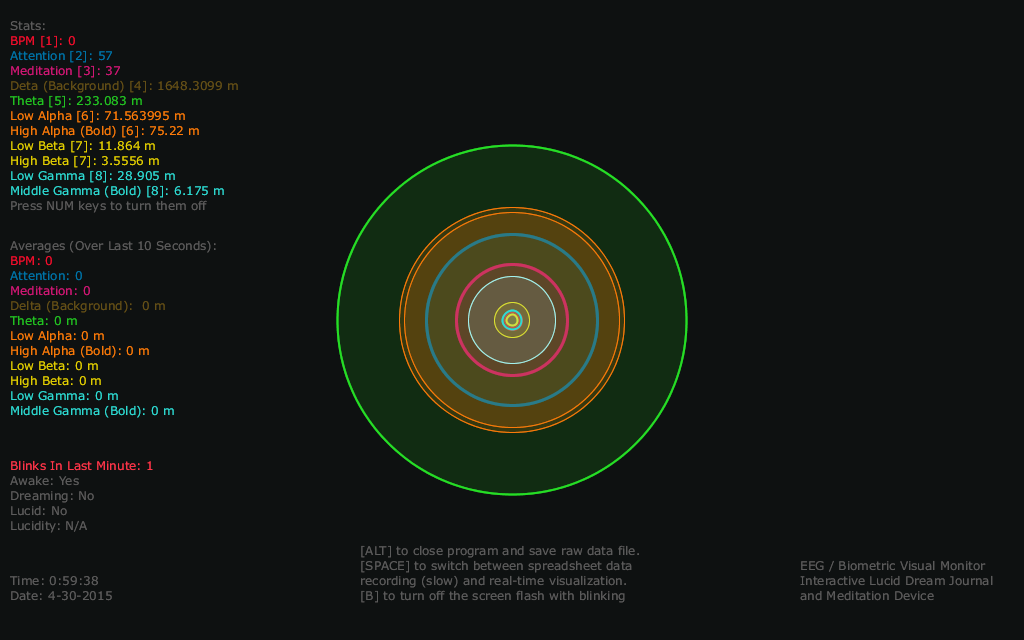 Stats:
BPM [1]: 0
Attention [2]: 57
Meditation [3]: 37
Deta (Background) [4]: 1648.3099 m
Theta [5]: 233.083 m
Low Alpha [6]: 71.563995 m
High Alpha (Bold) [6]: 75.22 m
Low Beta [7]: 11.864 m
High Beta [7]: 3.5556 m
Low Gamma [8]: 28.905 m
Middle Gamma (Bold) [8]: 6.175 m
Press NUM keys to turn them off
Averages (Over Last 10 Seconds):
BPM: 0
Attention: 0
Meditation: 0
Delta (Background):  0 m
Theta: 0 m
Low Alpha: 0 m
High Alpha (Bold): 0 m
Low Beta: 0 m
High Beta: 0 m
Low Gamma: 0 m
Middle Gamma (Bold): 0 m
Blinks In Last Minute: 1
Awake: Yes
Dreaming: No
Lucid: No
Lucidity: N/A
Time: 0:59:38
Date: 4-30-2015
[ALT] to close program and save raw data file.
[SPACE] to switch between spreadsheet data
recording (slow) and real-time visualization.
[B] to turn off the screen flash with blinking
EEG / Biometric Visual Monitor
Interactive Lucid Dream Journal
and Meditation Device